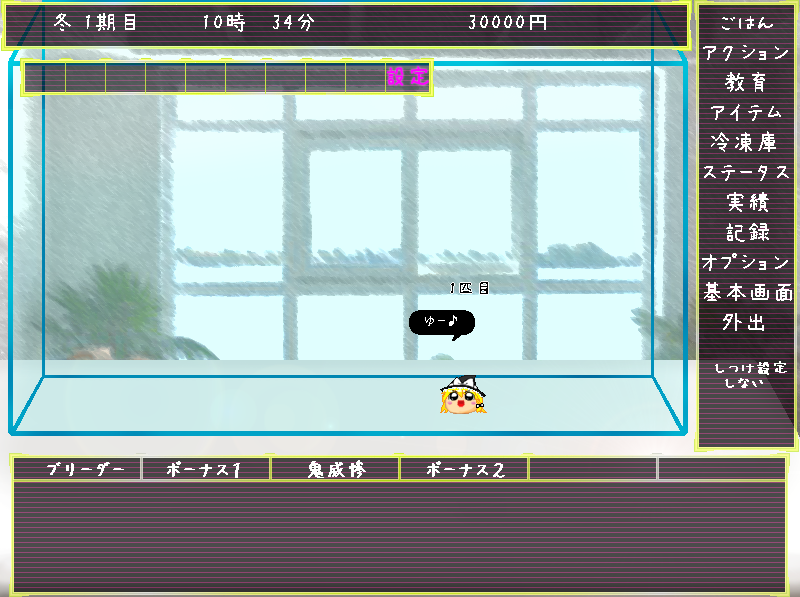 冬 1期目 10時 34分 30000円
設定
1匹目
ゆー♪
ごはん
アクション
教育
アイテム
冷凍庫
ステータス
実績
記録
オプション
基本画面
外出
しつけ設定
しない
ブリーダー ボーナス1 鬼威惨 ボーナス2